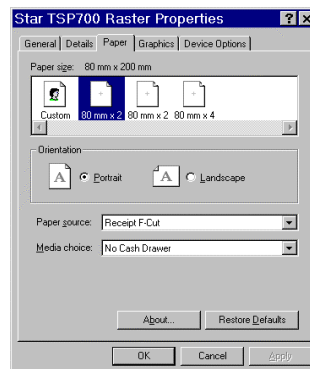 Star TSP700 Raster Properties
General Details Paper Graphics Device Options
Paper size: 80 mm x 200 mm
Custom 80 mm x 2 80 mm x 2 80 mm x 4
Orientation
A Portrait A Landscape
Paper source: Receipt F-Cut
Media choice: No Cash Drawer
About... Restore Defaults
OK Cancel Apply